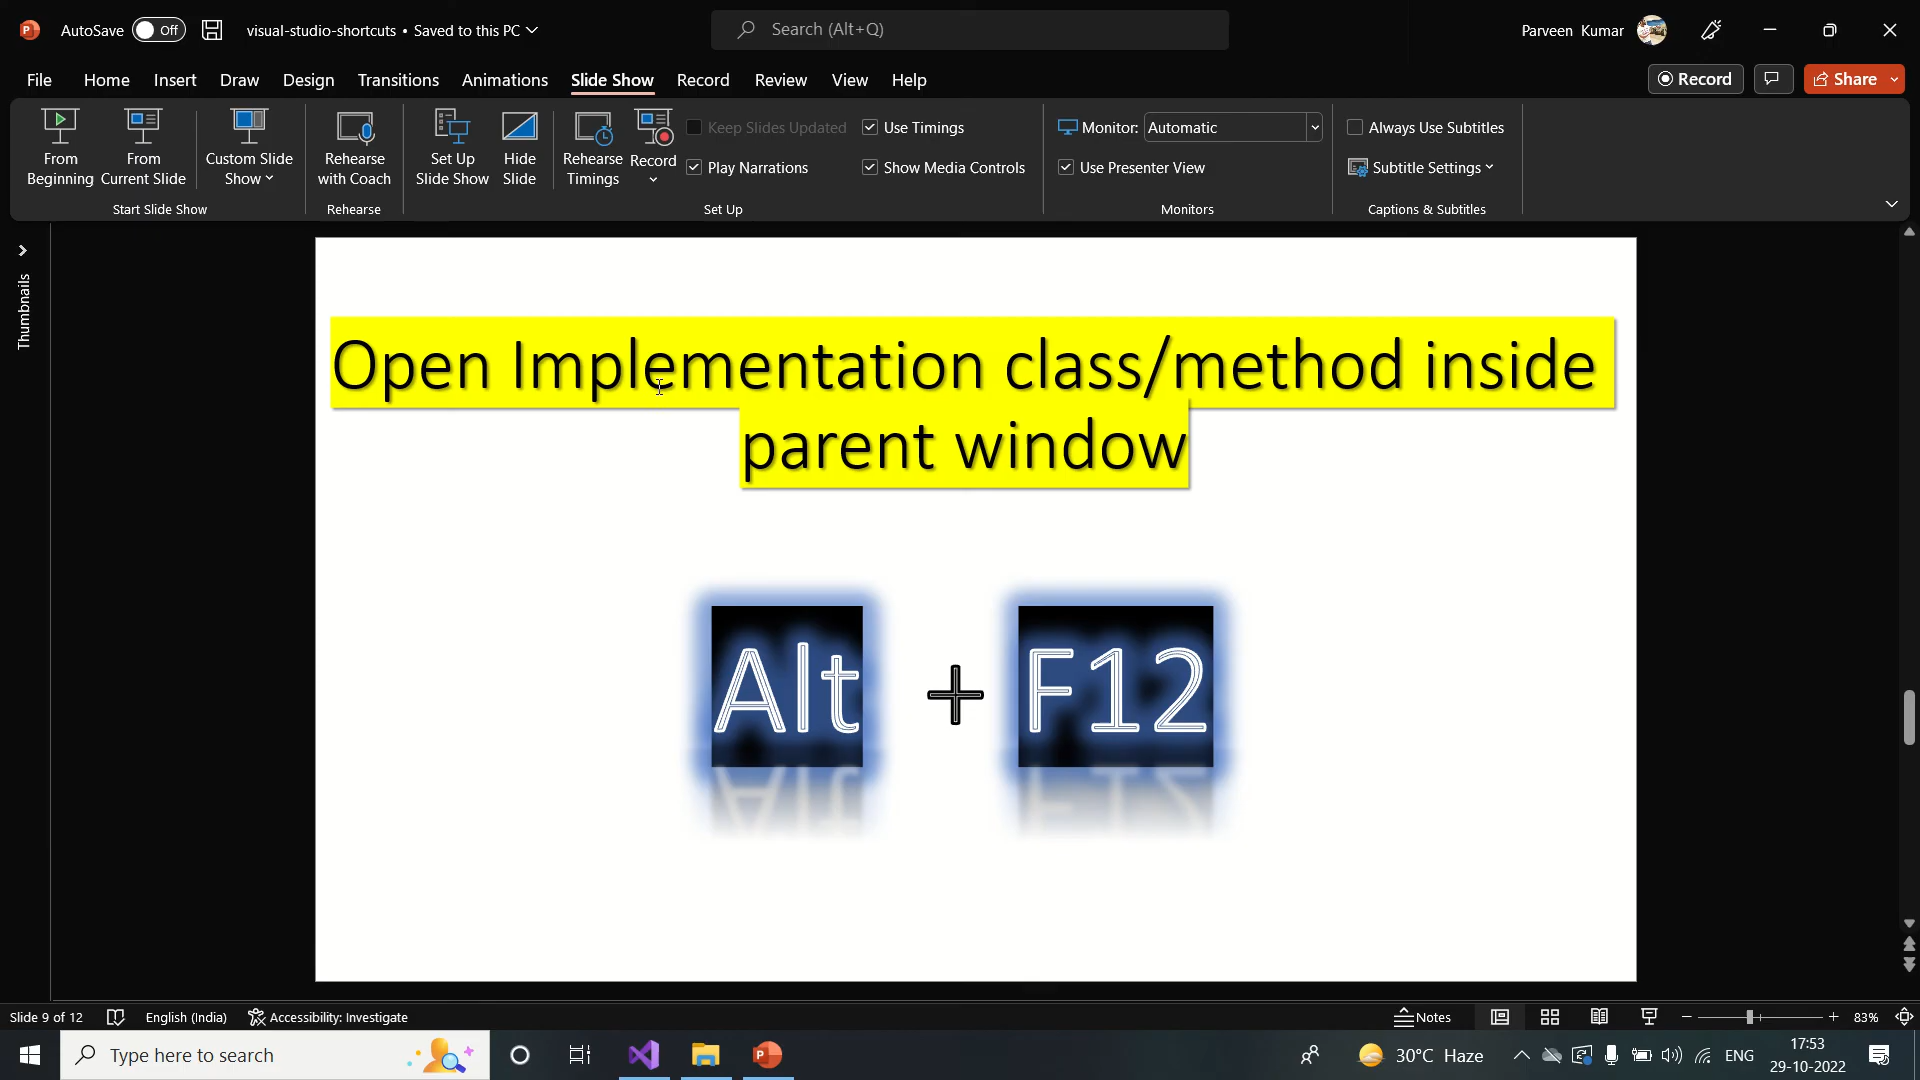 AutoSave Off visual-studio-shortcuts • Saved to this PC Search (Alt+Q) Parveen Kumar
File Home Insert Draw Design Transitions Animations Slide Show Record Review View Help Record Share
From Beginning
From Current Slide
Custom Slide Show
Start Slide Show
Rehearse with Coach
Rehearse
Set Up Slide Show
Hide Slide
Rehearse Timings
Record
Keep Slides Updated
Play Narrations
Use Timings
Show Media Controls
Set Up
Monitor: Automatic
Use Presenter View
Monitors
Always Use Subtitles
Subtitle Settings
Captions & Subtitles
Thumbnails
Open Implementation class/method inside
parent window
Alt + F12
Slide 9 of 12 English (India) Accessibility: Investigate Notes 83%
Type here to search 30°C Haze ENG 17:53
29-10-2022